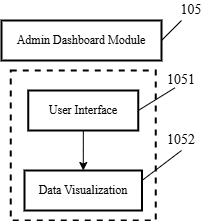 105
Admin Dashboard Module
1051
User Interface
1052
Data Visualization